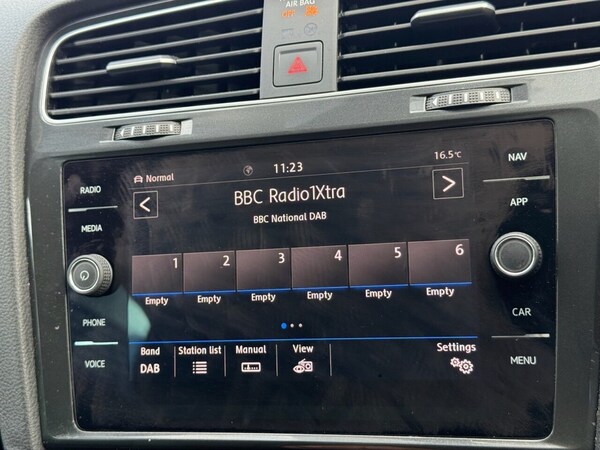 AIR BAG
OFF
Normal
11:23
16.5°C
BBC Radio1Xtra
BBC National DAB
1 2 3 4 5 6
Empty Empty Empty Empty Empty Empty
Band Station list Manual View Settings
DAB
RADIO
MEDIA
PHONE
VOICE
NAV
APP
CAR
MENU